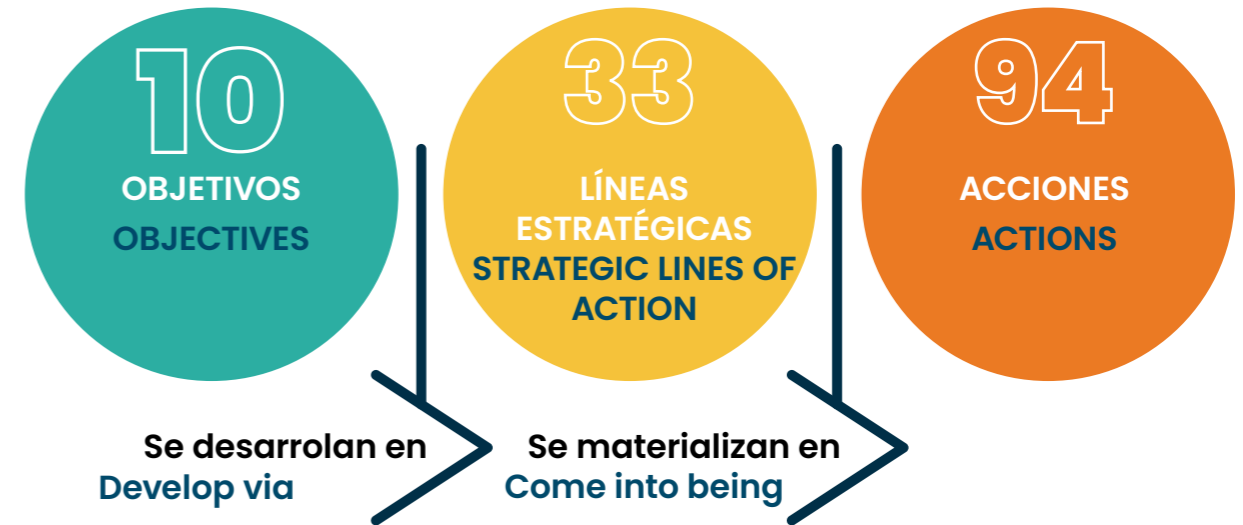 10
OBJETIVOS
OBJECTIVES
33
LÍNEAS
ESTRATÉGICAS
STRATEGIC LINES OF
ACTION
94
ACCIONES
ACTIONS
Se desarrolan en
Develop via
Se materializan en
Come into being